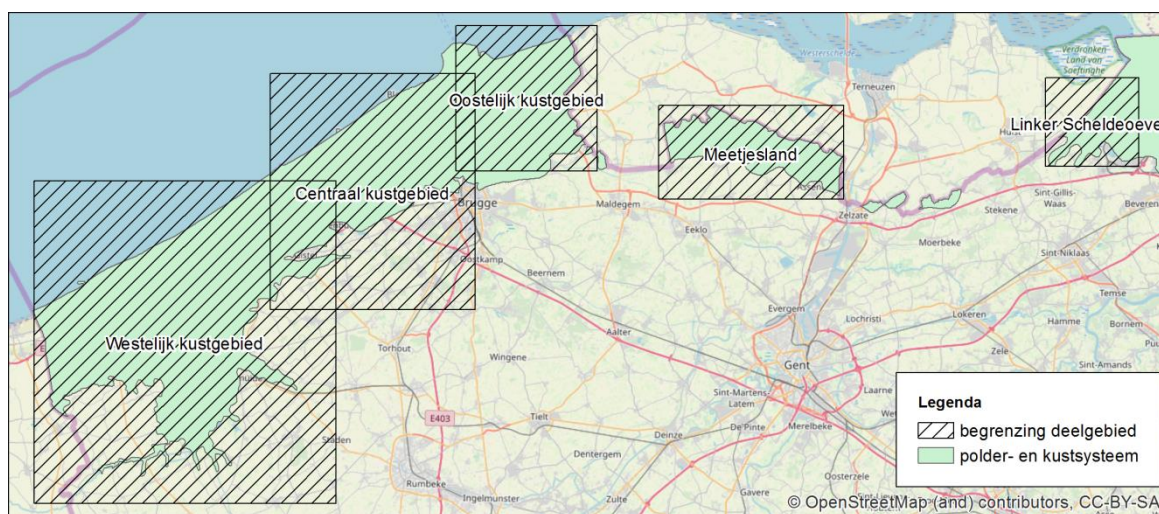 Oostelijk kustgebied
Westerschelde
Verdronken
Land van
Saeftinghe
Terneuzen
Linker Scheldeoeve
Meetjesland
Hulst
Centraal kustgebied
Brugge
Maldegem
Zelzate
Sint-Gillis-
Waas
Beveren
Stekene
Eeklo
Moerbeke
Sint-Niklaas
Oostkamp
Beernem
Evergem
Temse
Lochristi
Lokeren
Hamme
Bornem
Westelijk kustgebied
Aalter
Zele
Torhout
Wingene
Gent
Sint-Amands
Laarne
Sint-Martens-
Latem
De Pinte
Merelbeke
E403
Tielt
Deinze
Staden
Dentergem
Oosterzele
Rumbeke
Ingelmunster
Zulte
Gavere
Legenda
begrenzing deelgebied
polder- en kustsysteem
© OpenStreetMap (and) contributors, CC-BY-SA